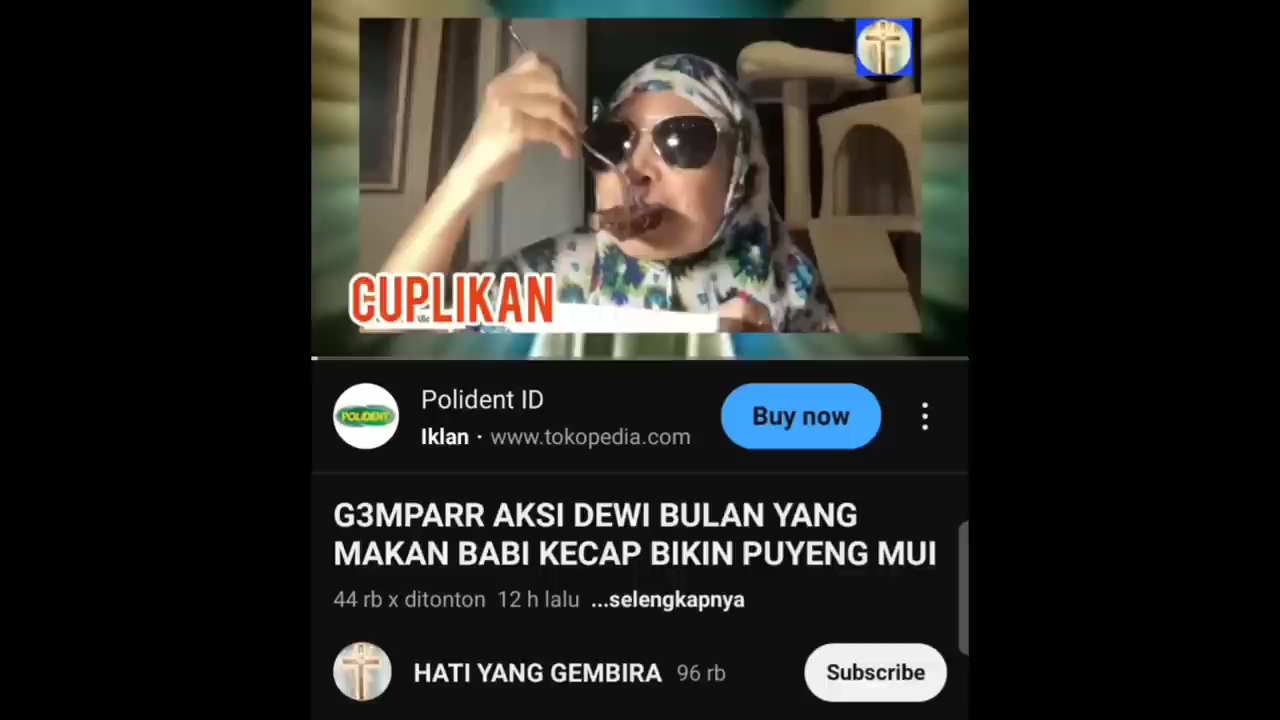 CUPLIKAN
POLIDENT
Polident ID
Iklan · www.tokopedia.com
Buy now
G3MPARR AKSI DEWI BULAN YANG
MAKAN BABI KECAP BIKIN PUYENG MUI
44 rb x ditonton 12 h lalu ...selengkapnya
HATI YANG GEMBIRA 96 rb
Subscribe